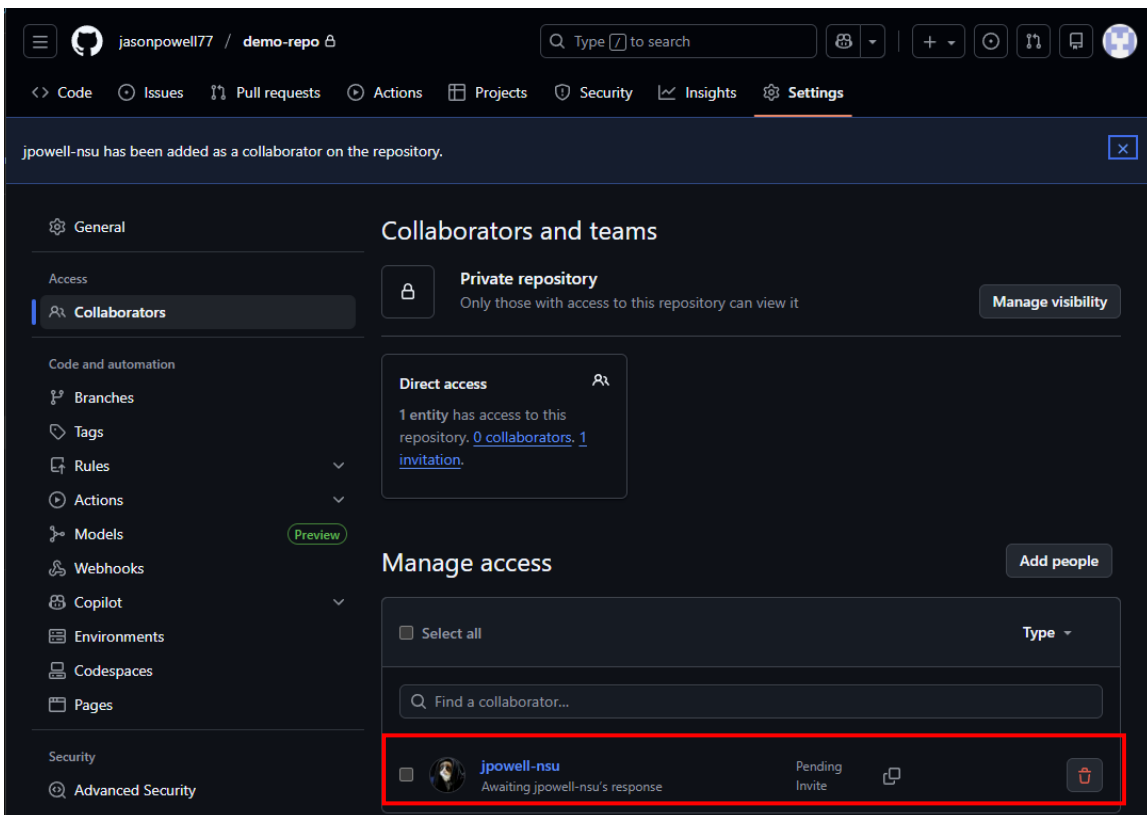 jasonpowell77 / demo-repo
Type / to search
Code
Issues
Pull requests
Actions
Projects
Security
Insights
Settings
jpowell-nsu has been added as a collaborator on the repository.
General
Access
Collaborators
Code and automation
Branches
Tags
Rules
Actions
Models
Preview
Webhooks
Copilot
Environments
Codespaces
Pages
Security
Advanced Security
Collaborators and teams
Private repository
Only those with access to this repository can view it
Manage visibility
Direct access
1 entity has access to this
repository. 0 collaborators. 1
invitation.
Manage access
Add people
Select all
Type
Find a collaborator...
jpowell-nsu
Awaiting jpowell-nsu's response
Pending
Invite